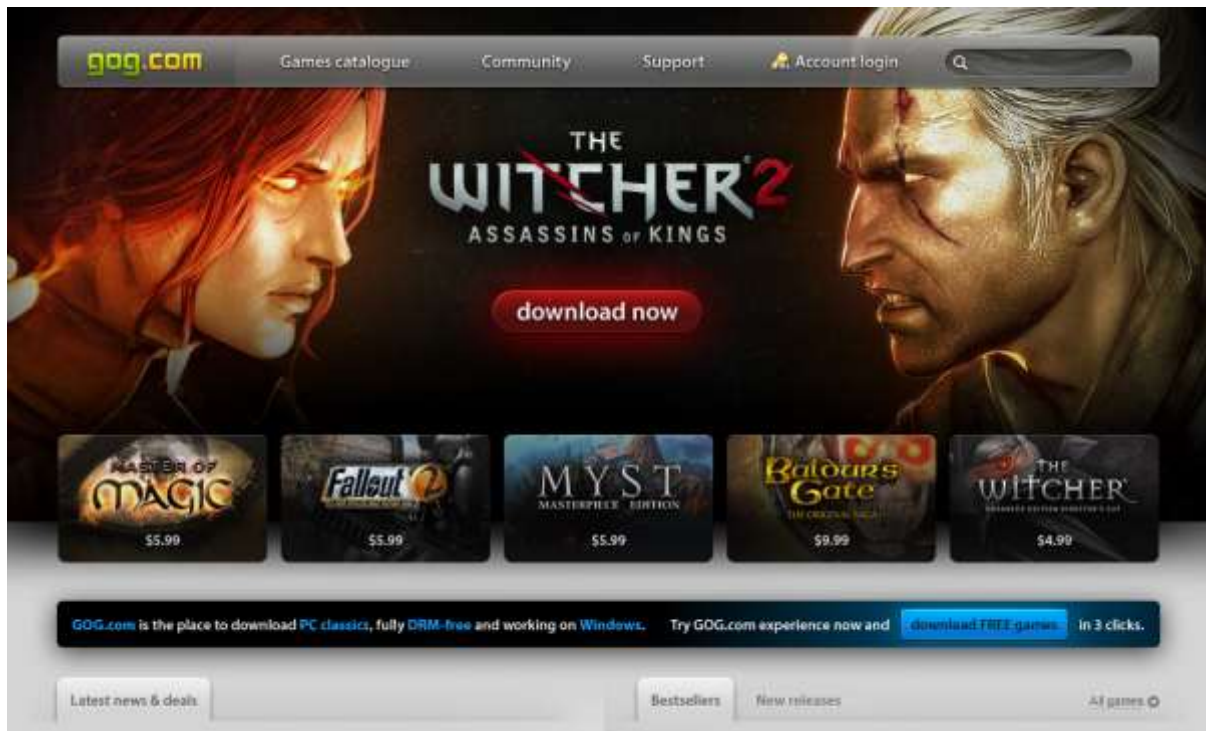 gog.com Games catalogue Community Support Account login
THE
WITCHER 2
ASSASSINS OF KINGS
download now
MASTER OF
MAGIC
$5.99
Fallout 2
$5.99
MYST
MASTERPIECE EDITION
$5.99
Baldur's
Gate
THE ORIGINAL SAGA
$9.99
THE
WITCHER
ENHANCED EDITION DIRECTOR'S CUT
$4.99
GOG.com is the place to download PC classics, fully DRM-free and working on Windows. Try GOG.com experience now and download FREE games in 3 clicks.
Latest news & deals
Bestsellers New releases All games